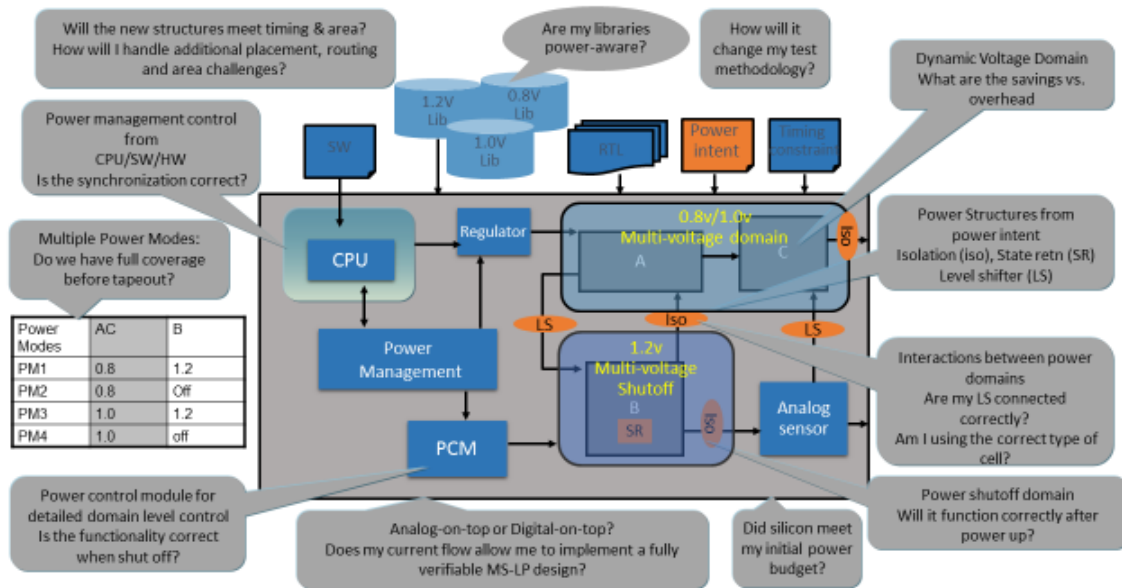 Will the new structures meet timing & area?
How will I handle additional placement, routing
and area challenges?
Are my libraries
power-aware?
How will it
change my test
methodology?
Dynamic Voltage Domain
What are the savings vs.
overhead
Power management control
from
CPU/SW/HW
Is the synchronization correct?
1.2V
Lib
0.8V
Lib
1.0V
Lib
SW
RTL
Power
intent
Timing
constraint
Multiple Power Modes:
Do we have full coverage
before tapeout?
Power Modes AC B
PM1 0.8 1.2
PM2 0.8 Off
PM3 1.0 1.2
PM4 1.0 off
CPU
Regulator
0.8v/1.0v
Multi-voltage domain
A
C
Iso
Power Structures from
power intent
Isolation (iso), State retn (SR)
Level shifter (LS)
LS
Iso
LS
Power
Management
1.2v
Multi-voltage
Shutoff
B
SR
Iso
Analog
sensor
PCM
Interactions between power
domains
Are my LS connected
correctly?
Am I using the correct type of
cell?
Power control module for
detailed domain level control
Is the functionality correct
when shut off?
Analog-on-top or Digital-on-top?
Does my current flow allow me to implement a fully
verifiable MS-LP design?
Did silicon meet
my initial power
budget?
Power shutoff domain
Will it function correctly after
power up?